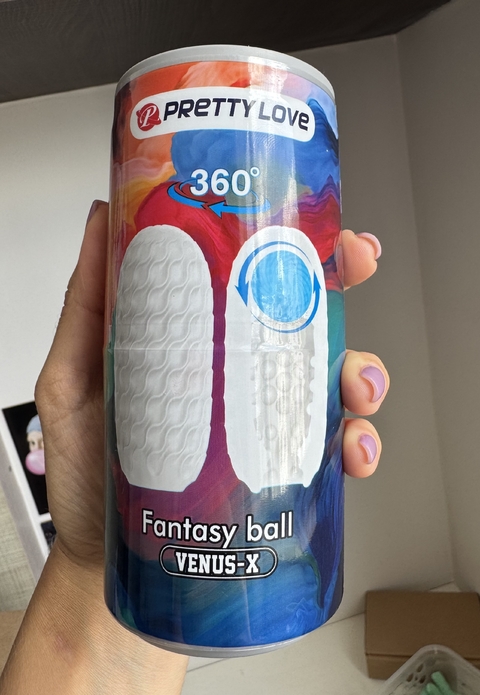 PRETTY LOVE
360°
Fantasy ball
VENUS-X